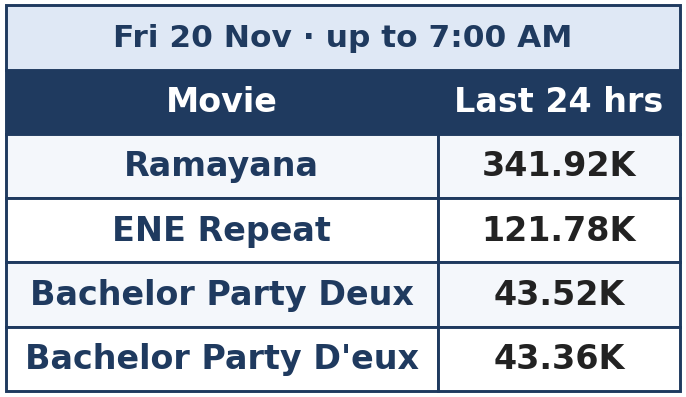 Fri 20 Nov · up to 7:00 AM
Movie Last 24 hrs
Ramayana 341.92K
ENE Repeat 121.78K
Bachelor Party Deux 43.52K
Bachelor Party D'eux 43.36K